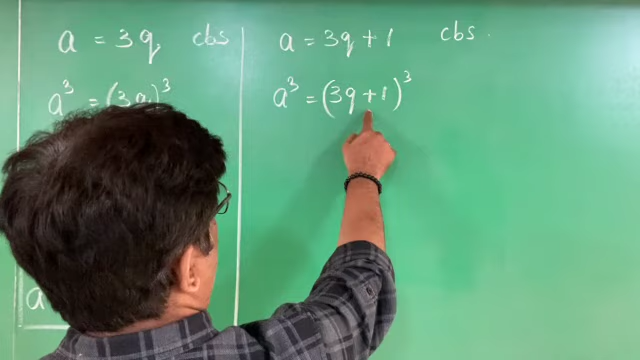 a = 3q cbs
a³ = (3q)³
a
a = 3q + 1 cbs.
a³ = (3q + 1)³